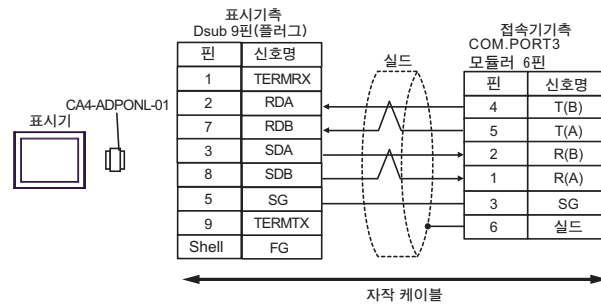 표시기측
Dsub 9핀(플러그)
핀 신호명
1 TERMRX
2 RDA
7 RDB
3 SDA
8 SDB
5 SG
9 TERMTX
Shell FG
CA4-ADPONL-01
표시기
실드
접속기기측
COM.PORT3
모듈러 6핀
핀 신호명
4 T(B)
5 T(A)
2 R(B)
1 R(A)
3 SG
6 실드
자작 케이블